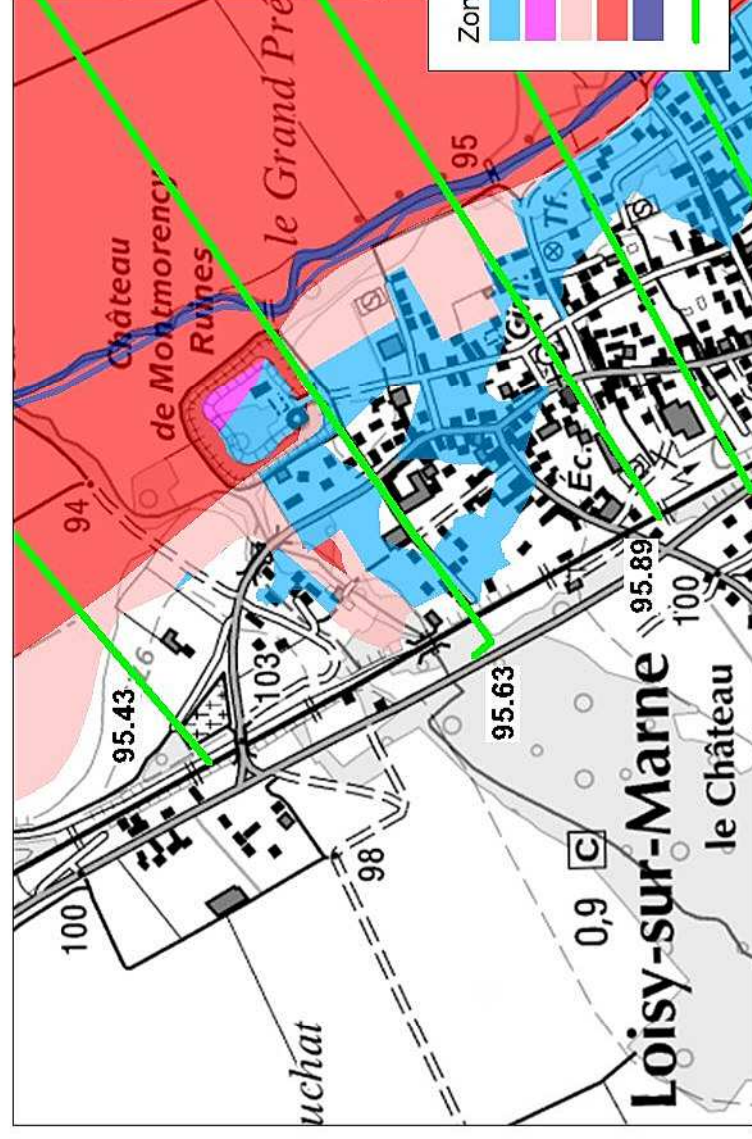 Zon
le Grand Pré
95
Château
de Montmorency
Ruines
94
Tf.
Éc.
95.43
103
95.63
95.89
100
98
100
C
0,9
Loisy-sur-Marne
le Château
uchat